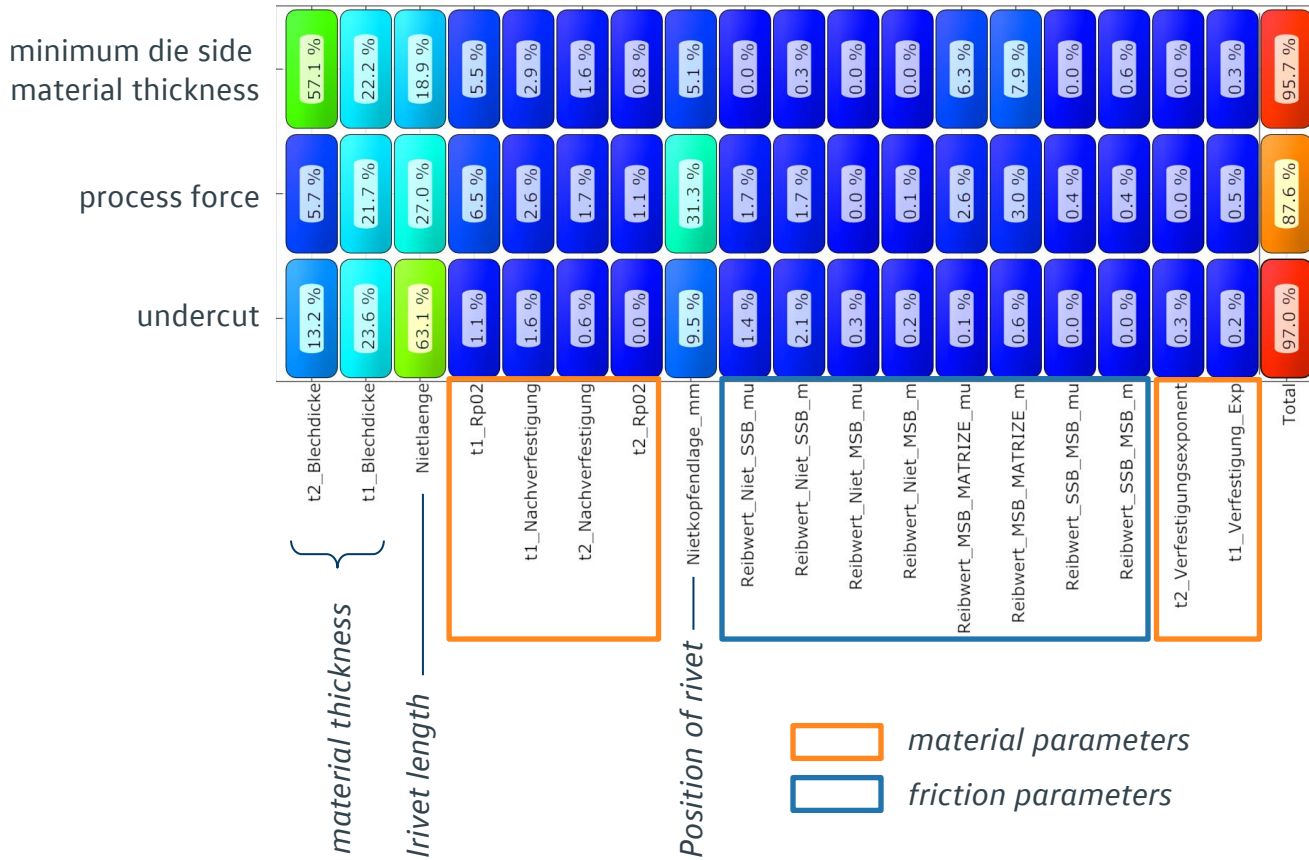 minimum die side
material thickness
57.1 %
22.2 %
18.9 %
5.5 %
2.9 %
1.6 %
0.8 %
5.1 %
0.0 %
0.3 %
0.0 %
0.0 %
6.3 %
7.9 %
0.0 %
0.6 %
0.0 %
0.3 %
95.7 %
process force
5.7 %
21.7 %
27.0 %
6.5 %
2.6 %
1.7 %
1.1 %
31.3 %
1.7 %
1.7 %
0.0 %
0.1 %
2.6 %
3.0 %
0.4 %
0.4 %
0.0 %
0.5 %
87.6 %
undercut
13.2 %
23.6 %
63.1 %
1.1 %
1.6 %
0.6 %
0.0 %
9.5 %
1.4 %
2.1 %
0.3 %
0.2 %
0.1 %
0.6 %
0.0 %
0.0 %
0.3 %
0.2 %
97.0 %
t2_Blechdicke
t1_Blechdicke
Nietlaenge
t1_Rp02
t1_Nachverfestigung
t2_Nachverfestigung
t2_Rp02
Nietkopfendlage_mm
Reibwert_Niet_SSB_mu
Reibwert_Niet_SSB_m
Reibwert_Niet_MSB_mu
Reibwert_Niet_MSB_m
Reibwert_MSB_MATRIZE_mu
Reibwert_MSB_MATRIZE_m
Reibwert_SSB_MSB_mu
Reibwert_SSB_MSB_m
t2_Verfestigungsexponent
t1_Verfestigung_Exp
Total
material thickness
lrivet length
Position of rivet
material parameters
friction parameters